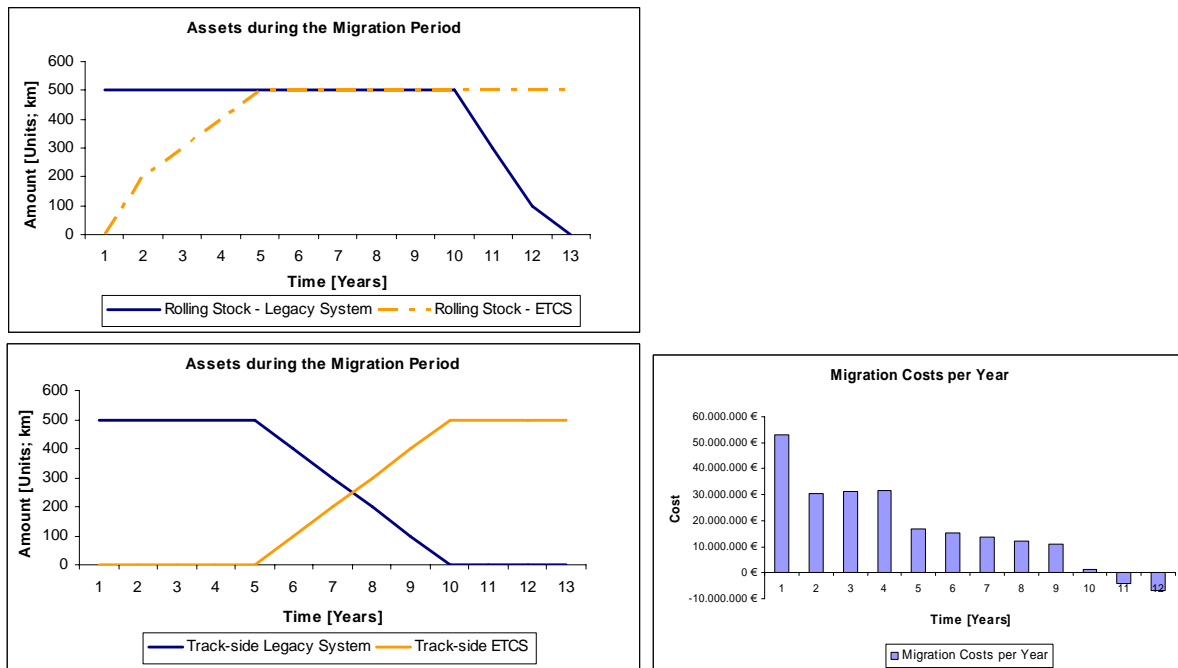 Assets during the Migration Period
600
500
400
300
200
100
0
Amount [Units; km]
1 2 3 4 5 6 7 8 9 10 11 12 13
Time [Years]
Rolling Stock - Legacy System Rolling Stock - ETCS
Assets during the Migration Period
600
500
400
300
200
100
0
Amount [Units; km]
1 2 3 4 5 6 7 8 9 10 11 12 13
Time [Years]
Track-side Legacy System Track-side ETCS
Migration Costs per Year
60.000.000 €
50.000.000 €
40.000.000 €
30.000.000 €
20.000.000 €
10.000.000 €
0 €
-10.000.000 €
Cost
1 2 3 4 5 6 7 8 9 10 11 12
Time [Years]
Migration Costs per Year